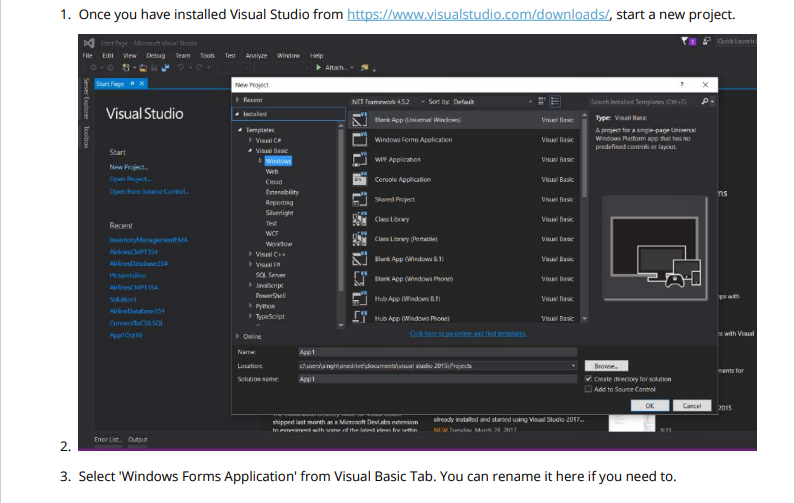 1. Once you have installed Visual Studio from https://www.visualstudio.com/downloads/, start a new project.
Start Page - Microsoft Visual Studio
Quick Launch
File Edit View Debug Team Tools Test Analyze Window Help
Attach...
Start Page
Server Explorer
Toolbox
Visual Studio
Start
New Project...
Open Project...
Open from Source Control...
Recent
InventoryManagementEMA
AirlinesCMPT354
AirlinesDatabase354
PictureEditor
AirlinesCMPT354
Solution1
AirlineDatabase354
ConnectToCSILSQL
App1Oct16
New Project
? ×
Recent
Installed
Templates
Visual C#
Visual Basic
Windows
Web
Cloud
Extensibility
Reporting
Silverlight
Test
WCF
Workflow
Visual C++
Visual F#
SQL Server
JavaScript
PowerShell
Python
TypeScript
Online
.NET Framework 4.5.2 Sort by: Default
Search Installed Templates (Ctrl+E)
Blank App (Universal Windows) Visual Basic
Windows Forms Application Visual Basic
WPF Application Visual Basic
Console Application Visual Basic
Shared Project Visual Basic
Class Library Visual Basic
Class Library (Portable) Visual Basic
Blank App (Windows 8.1) Visual Basic
Blank App (Windows Phone) Visual Basic
Hub App (Windows 8.1) Visual Basic
Hub App (Windows Phone) Visual Basic
Click here to go online and find templates.
Type: Visual Basic
A project for a single-page Universal
Windows Platform app that has no
predefined controls or layout.
Name: App1
Location: c:\users\singh\onedrive\documents\visual studio 2015\Projects
Browse...
Solution name: App1
Create directory for solution
Add to Source Control
OK Cancel
ns
ps with
s with Visual
ments for
2015
shipped last month as a Microsoft DevLabs extension
to experiment with some of the latest ideas for
already installed and started using Visual Studio 2017...
NEW Tuesday, March 28, 2017
Error List... Output
2.
3. Select 'Windows Forms Application' from Visual Basic Tab. You can rename it here if you need to.